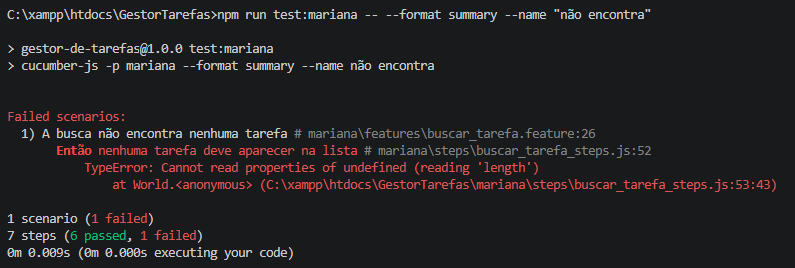 C:\xampp\htdocs\GestorTarefas>npm run test:mariana -- --format summary --name "não encontra"
> gestor-de-tarefas@1.0.0 test:mariana
> cucumber-js -p mariana --format summary --name não encontra
Failed scenarios:
1) A busca não encontra nenhuma tarefa # mariana\features\buscar_tarefa.feature:26
Então nenhuma tarefa deve aparecer na lista # mariana\steps\buscar_tarefa_steps.js:52
TypeError: Cannot read properties of undefined (reading 'length')
at World.<anonymous> (C:\xampp\htdocs\GestorTarefas\mariana\steps\buscar_tarefa_steps.js:53:43)
1 scenario (1 failed)
7 steps (6 passed, 1 failed)
0m 0.009s (0m 0.000s executing your code)